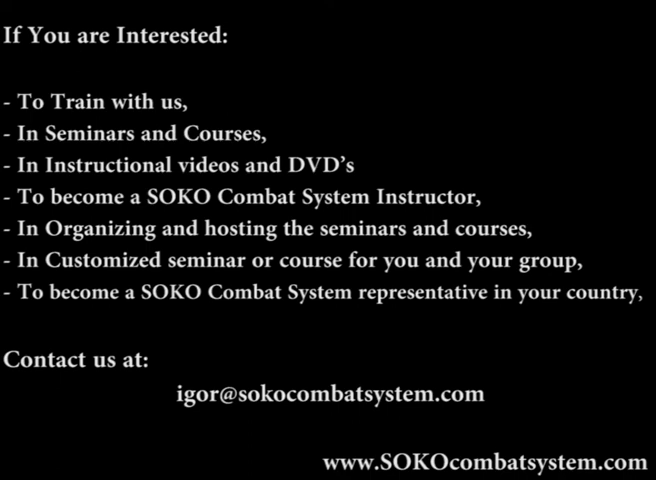 If You are Interested:
- To Train with us,
- In Seminars and Courses,
- In Instructional videos and DVD's
- To become a SOKO Combat System Instructor,
- In Organizing and hosting the seminars and courses,
- In Customized seminar or course for you and your group,
- To become a SOKO Combat System representative in your country,
Contact us at:
igor@sokocombatsystem.com
www.SOKOcombatsystem.com